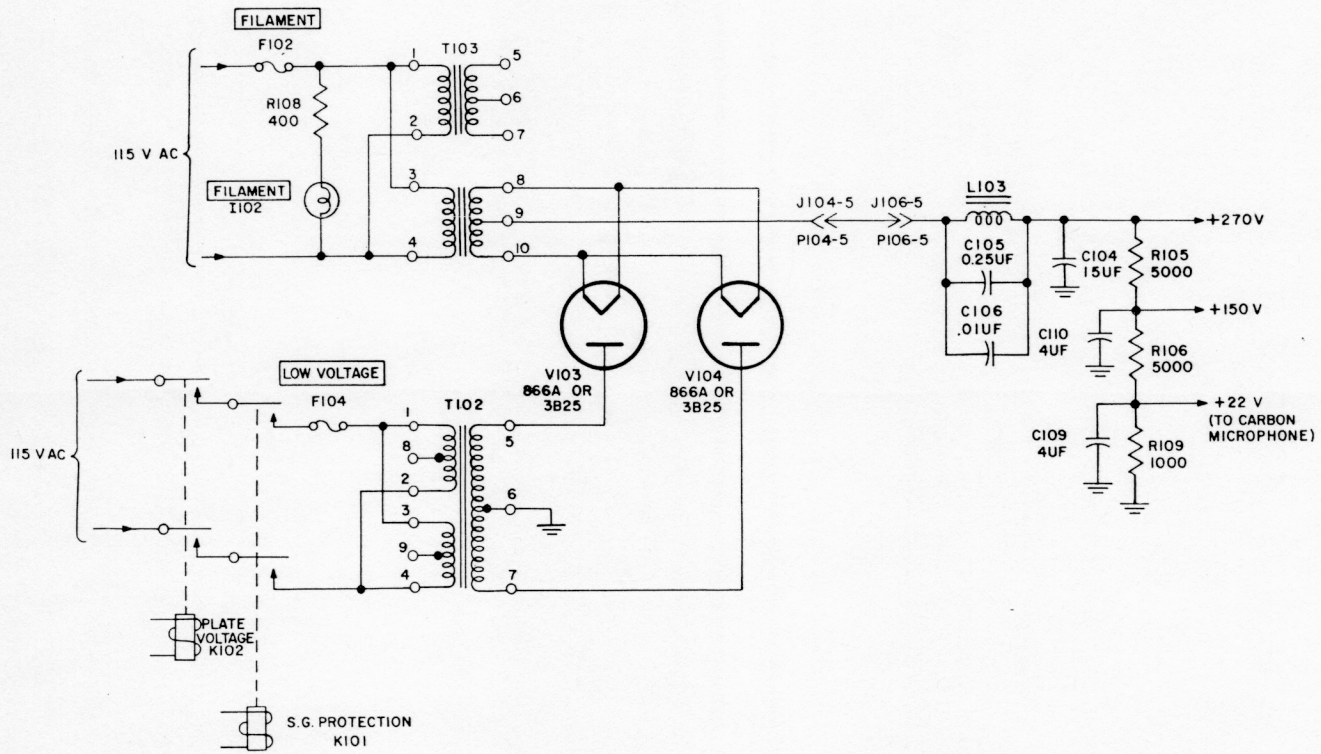 FILAMENT
F102
R108
400
115 V AC
FILAMENT
I102
T103
1
2
3
4
5
6
7
8
9
10
J104-5
J106-5
P104-5
P106-5
L103
C105
0.25UF
C106
.01UF
C104
15UF
R105
5000
+270V
+150V
C110
4UF
R106
5000
+22 V
(TO CARBON
MICROPHONE)
C109
4UF
R109
1000
V103
866A OR
3B25
V104
866A OR
3B25
LOW VOLTAGE
F104
115 V AC
T102
1
8
2
3
9
4
5
6
7
PLATE
VOLTAGE
K102
S.G. PROTECTION
K101